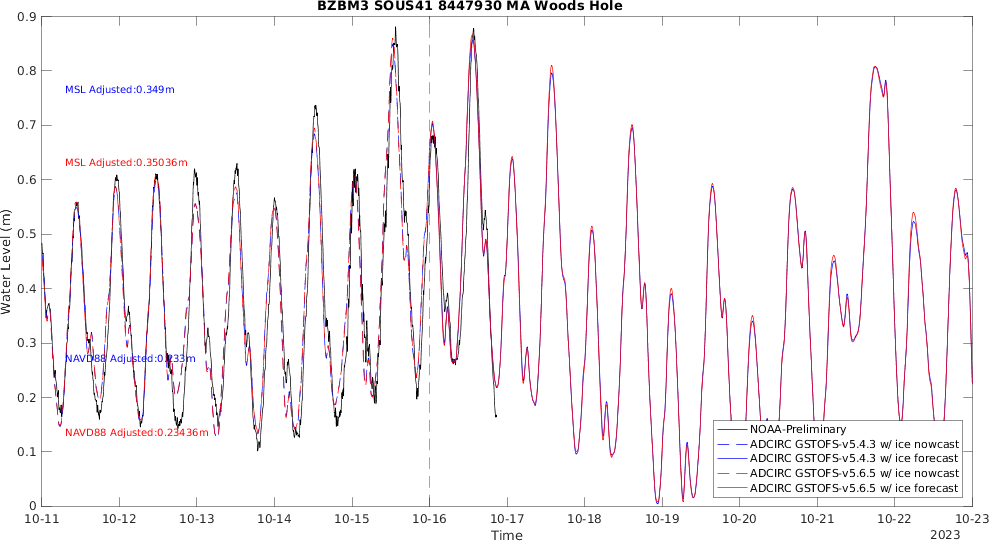 BZBM3 SOUS41 8447930 MA Woods Hole
0.9
0.8
0.7
0.6
0.5
0.4
0.3
0.2
0.1
0
Water Level (m)
MSL Adjusted:0.349m
MSL Adjusted:0.35036m
NAVD88 Adjusted:0.233m
NAVD88 Adjusted:0.23436m
NOAA-Preliminary
ADCIRC GSTOFS-v5.4.3 w/ ice nowcast
ADCIRC GSTOFS-v5.4.3 w/ ice forecast
ADCIRC GSTOFS-v5.6.5 w/ ice nowcast
ADCIRC GSTOFS-v5.6.5 w/ ice forecast
10-11 10-12 10-13 10-14 10-15 10-16 10-17 10-18 10-19 10-20 10-21 10-22 10-23
Time
2023